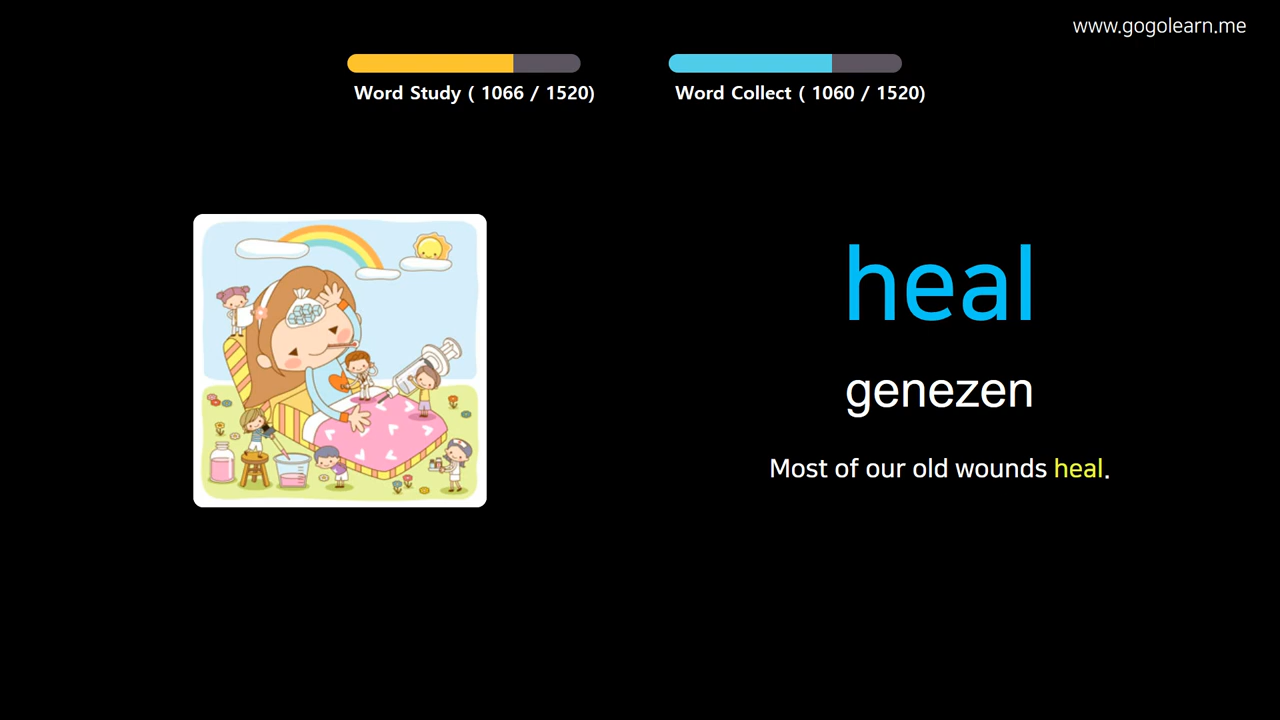 www.gogolearn.me
Word Study ( 1066 / 1520)
Word Collect ( 1060 / 1520)
heal
genezen
Most of our old wounds heal.